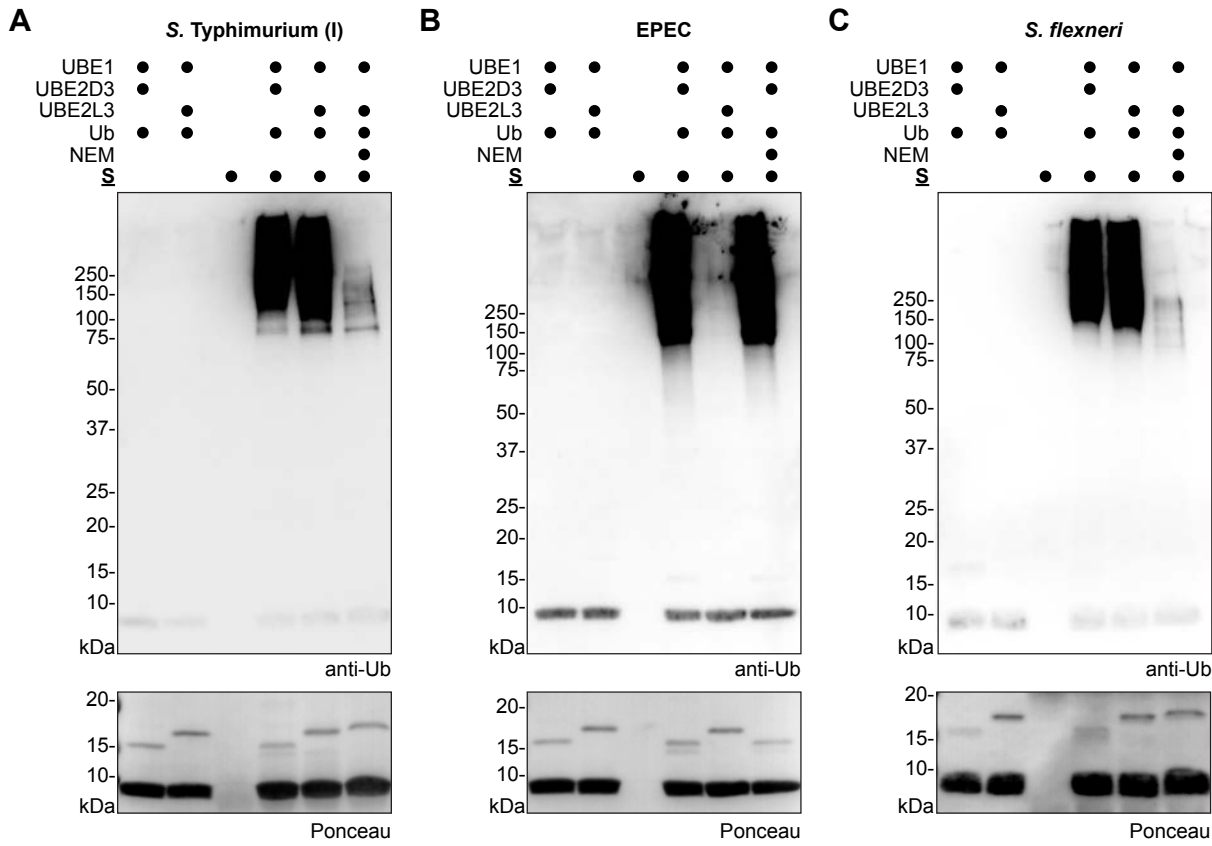 A
S. Typhimurium (I)
UBE1
UBE2D3
UBE2L3
Ub
NEM
S
250-
150-
100-
75-
50-
37-
25-
20-
15-
10-
kDa
anti-Ub
20-
15-
10-
kDa
Ponceau
B
EPEC
UBE1
UBE2D3
UBE2L3
Ub
NEM
S
250-
150-
100-
75-
50-
37-
25-
20-
15-
10-
kDa
anti-Ub
20-
15-
10-
kDa
Ponceau
C
S. flexneri
UBE1
UBE2D3
UBE2L3
Ub
NEM
S
250-
150-
100-
75-
50-
37-
25-
20-
15-
10-
kDa
anti-Ub
20-
15-
10-
kDa
Ponceau